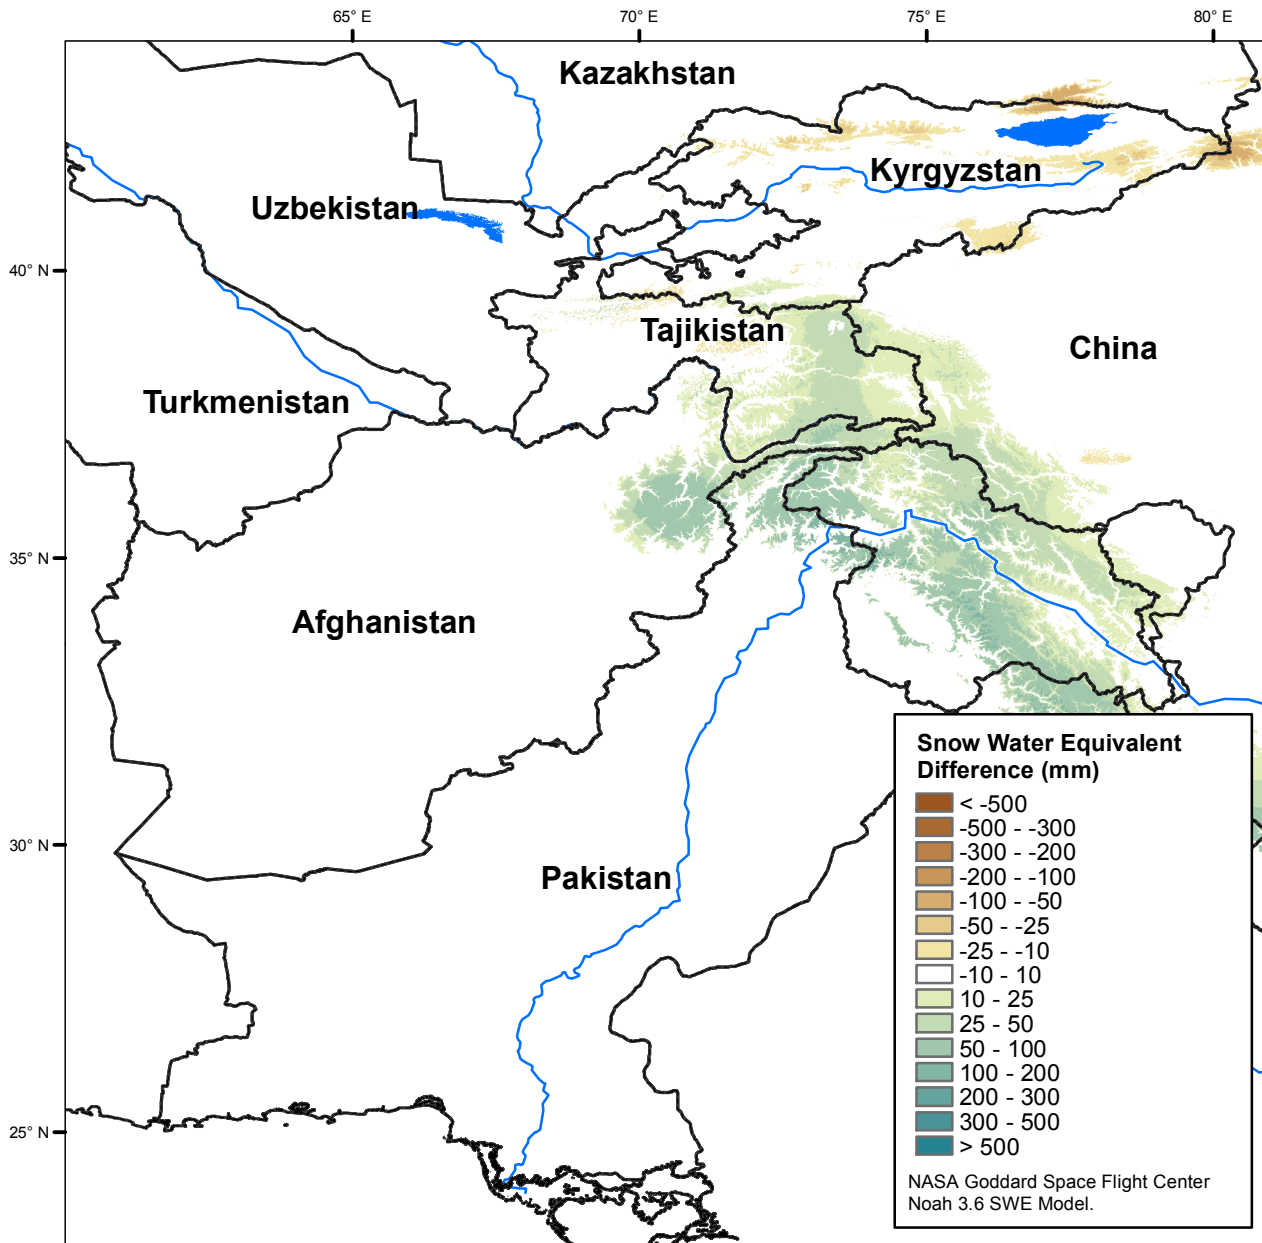 65° E
70° E
75° E
80° E
Kazakhstan
Kyrgyzstan
Uzbekistan
40° N
Tajikistan
China
Turkmenistan
35° N
Afghanistan
30° N
Pakistan
25° N
Snow Water Equivalent
Difference (mm)
< -500
-500 - -300
-300 - -200
-200 - -100
-100 - -50
-50 - -25
-25 - -10
-10 - 10
10 - 25
25 - 50
50 - 100
100 - 200
200 - 300
300 - 500
> 500
NASA Goddard Space Flight Center
Noah 3.6 SWE Model.